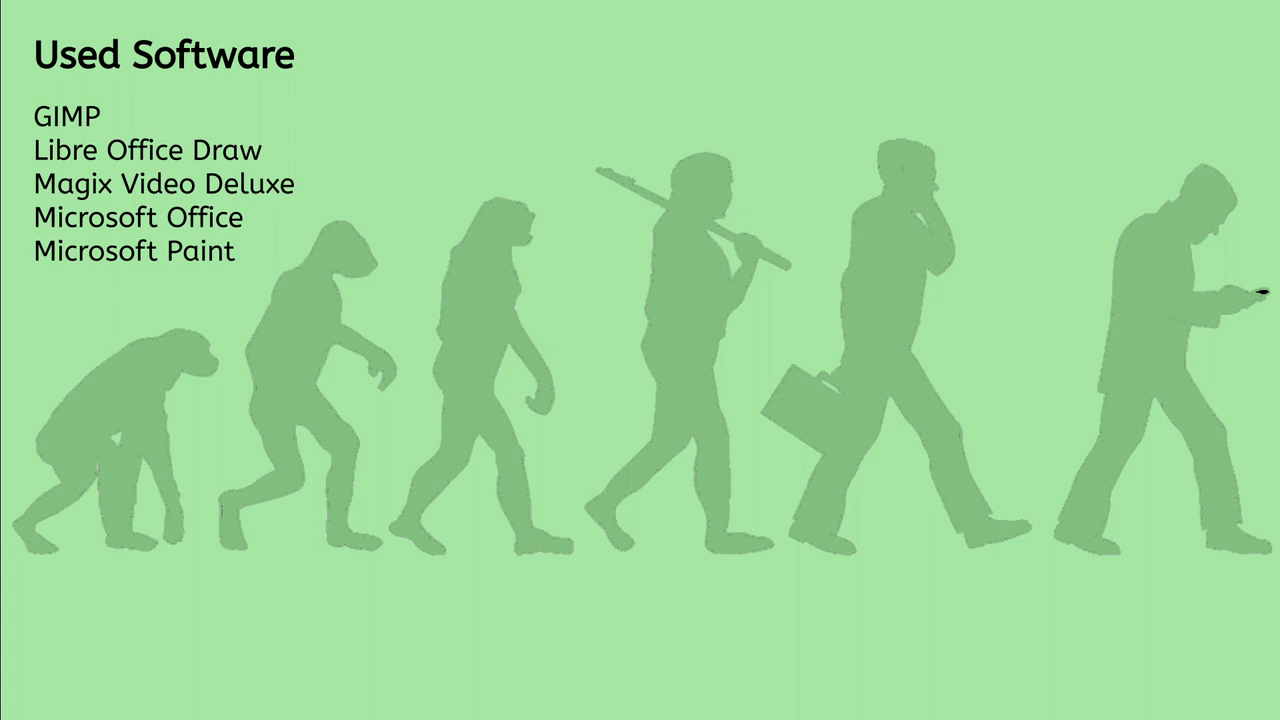 Used Software
GIMP
Libre Office Draw
Magix Video Deluxe
Microsoft Office
Microsoft Paint